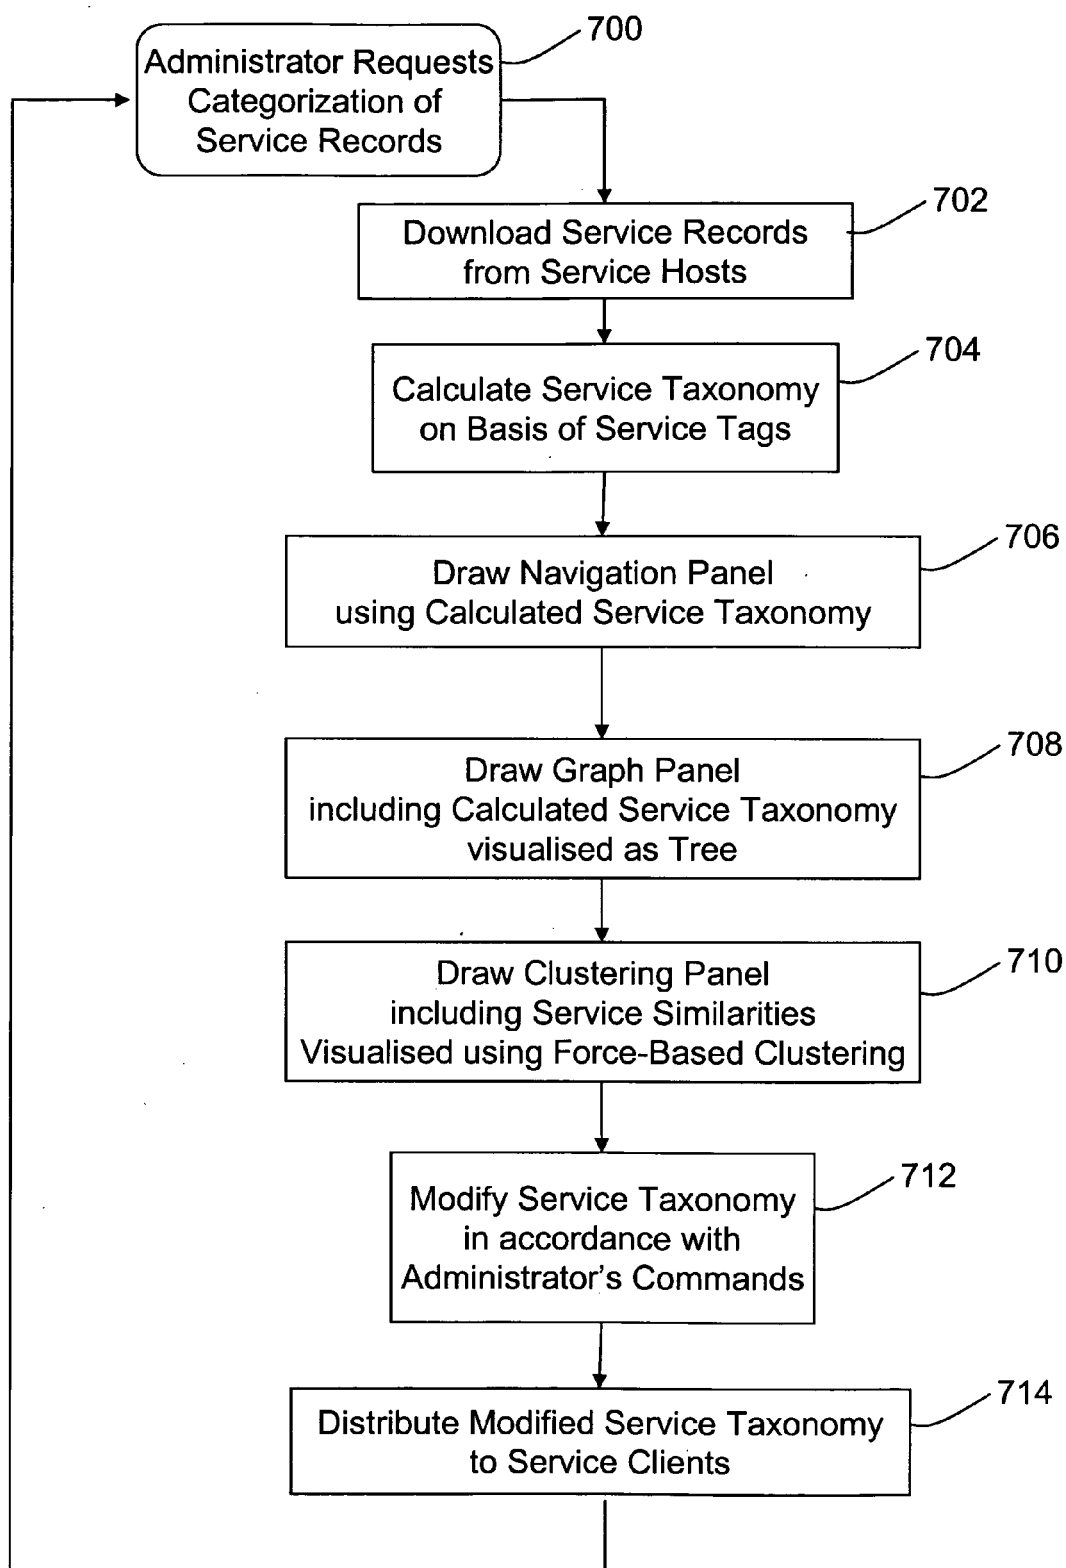 700
Administrator Requests
Categorization of
Service Records
702
Download Service Records
from Service Hosts
704
Calculate Service Taxonomy
on Basis of Service Tags
706
Draw Navigation Panel
using Calculated Service Taxonomy
708
Draw Graph Panel
including Calculated Service Taxonomy
visualised as Tree
710
Draw Clustering Panel
including Service Similarities
Visualised using Force-Based Clustering
712
Modify Service Taxonomy
in accordance with
Administrator's Commands
714
Distribute Modified Service Taxonomy
to Service Clients